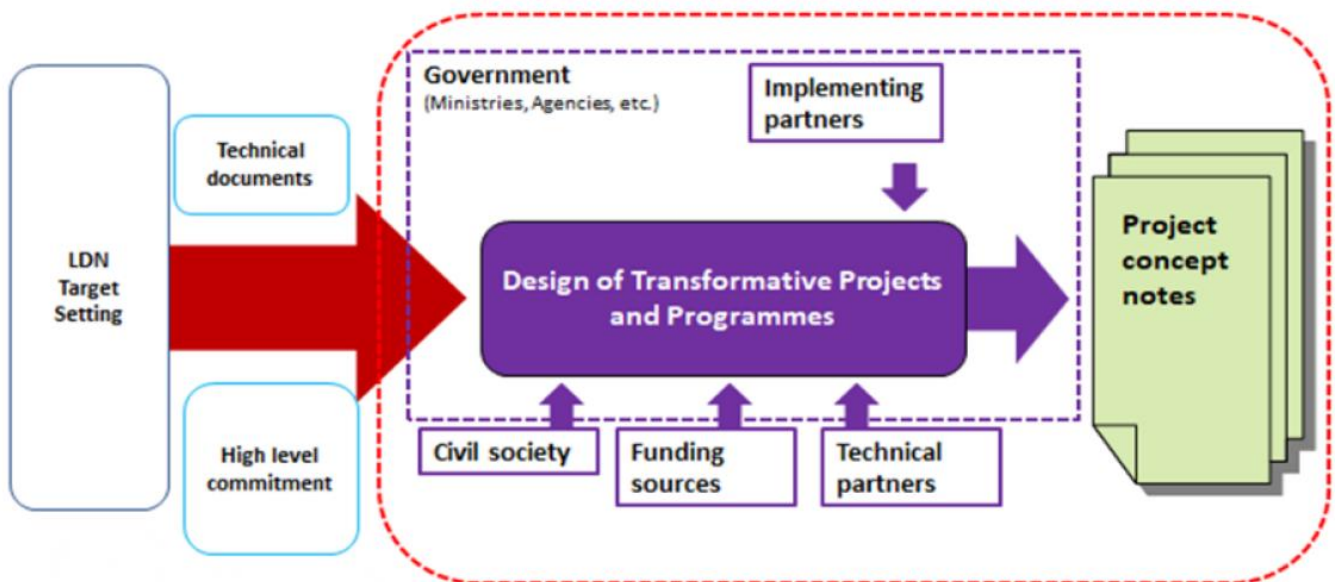 LDN
Target
Setting
Technical
documents
High level
commitment
Government
(Ministries, Agencies, etc.)
Implementing
partners
Design of Transformative Projects
and Programmes
Civil society
Funding
sources
Technical
partners
Project
concept
notes